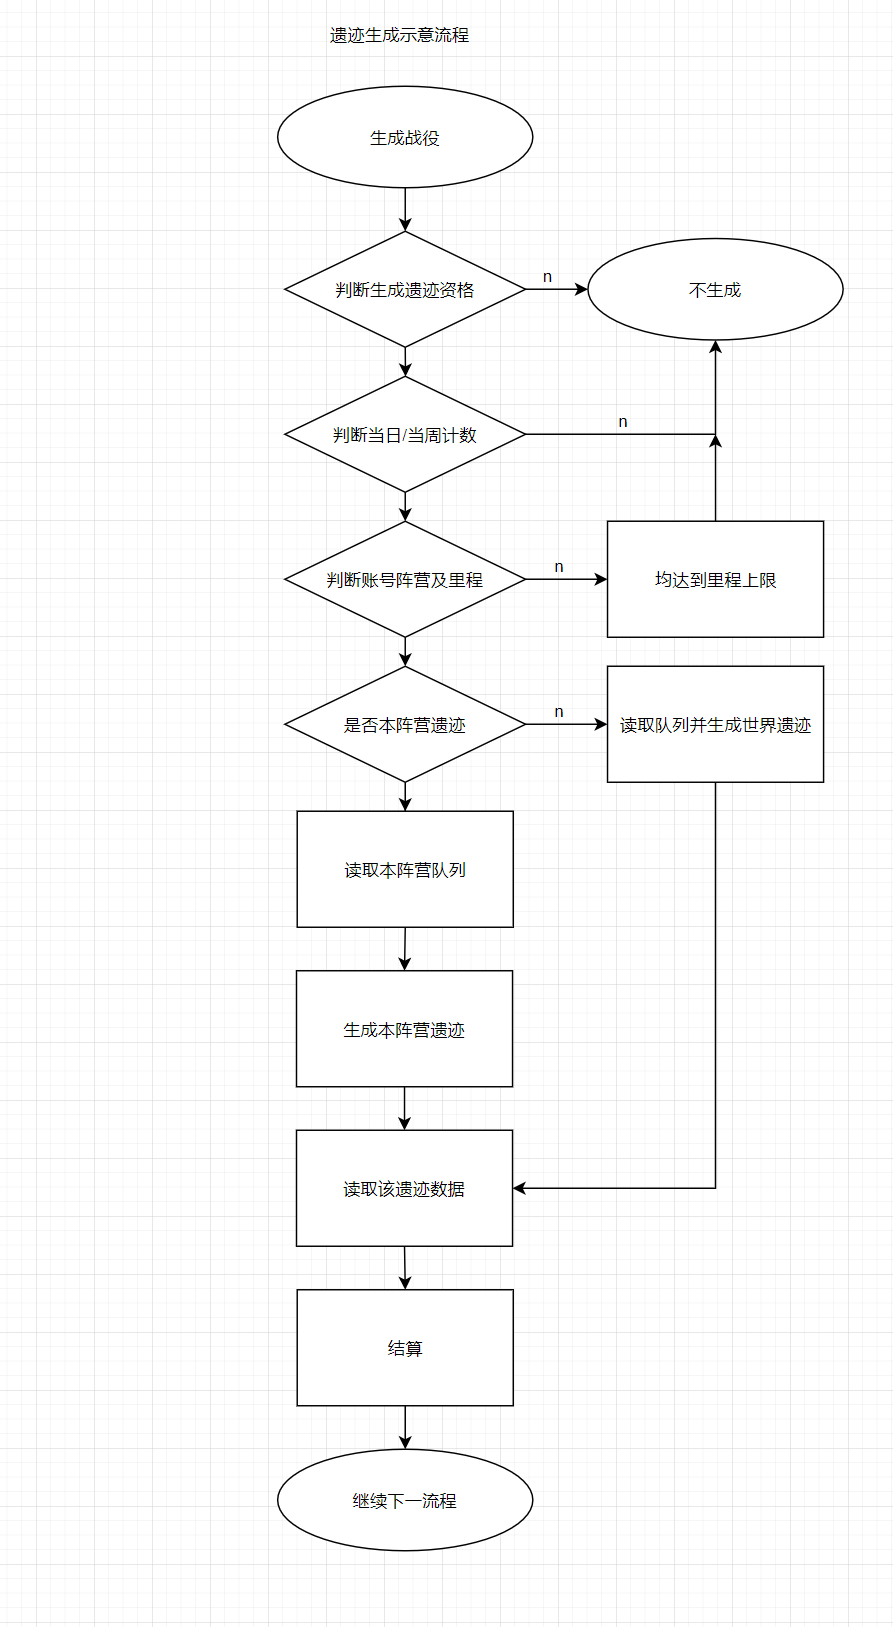 遗迹生成示意流程
生成战役
判断生成遗迹资格
n
不生成
判断当日/当周计数
n
判断账号阵营及里程
n
均达到里程上限
是否本阵营遗迹
n
读取队列并生成世界遗迹
读取本阵营队列
生成本阵营遗迹
读取该遗迹数据
结算
继续下一流程